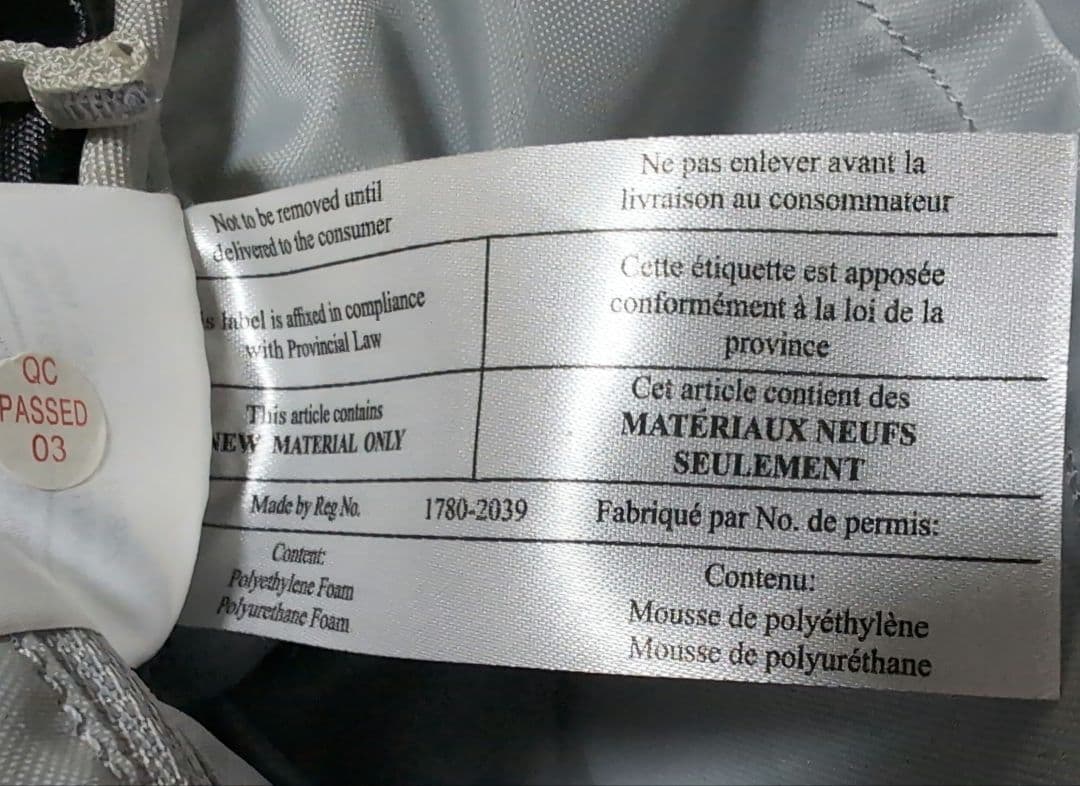 QC
PASSED
03
Not to be removed until
delivered to the consumer
Ne pas enlever avant la
livraison au consommateur
s label is affixed in compliance
with Provincial Law
Cette étiquette est apposée
conformément à la loi de la
province
This article contains
NEW MATERIAL ONLY
Cet article contient des
MATÉRIAUX NEUFS
SEULEMENT
Made by Reg No. 1780-2039 Fabriqué par No. de permis:
Content:
Polyethylene Foam
Polyurethane Foam
Contenu:
Mousse de polyéthylène
Mousse de polyuréthane